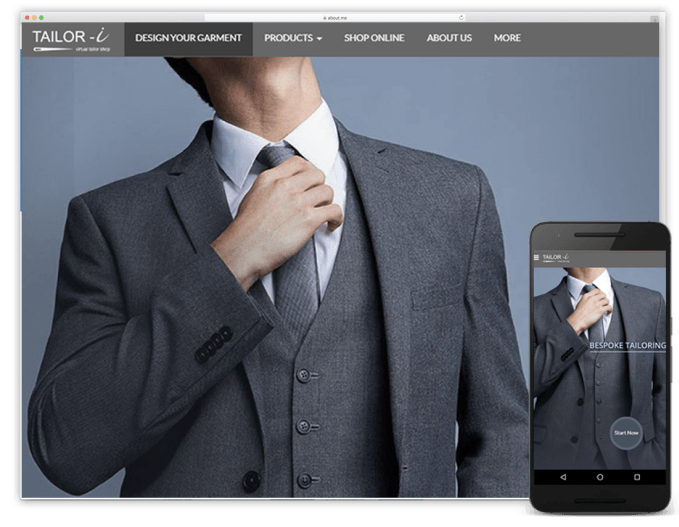 about.me
TAILOR-i
virtual tailor shop
DESIGN YOUR GARMENT
PRODUCTS
SHOP ONLINE
ABOUT US
MORE
TAILOR-i
BESPOKE TAILORING
Start Now